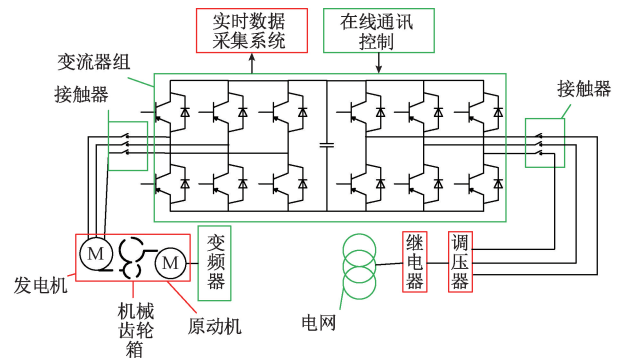 实时数据
采集系统
在线通讯
控制
变流器组
接触器
接触器
M
M
变
频
器
继
电
器
调
压
器
发电机
机械
齿轮
箱
原动机
电网